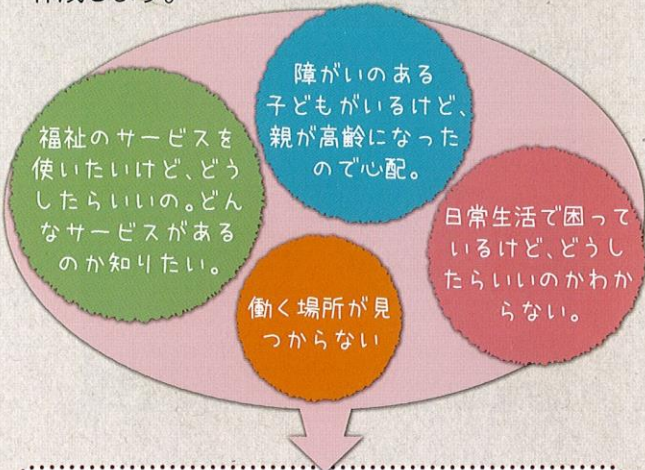 障がいのある
子どもがいるけど、
親が高齢になった
ので心配。
福祉のサービスを
使いたいけど、どう
したらいいの。どん
なサービスがある
のか知りたい。
日常生活で困って
いるけど、どうし
たらいいのかわか
らない。
働く場所が見
つからない